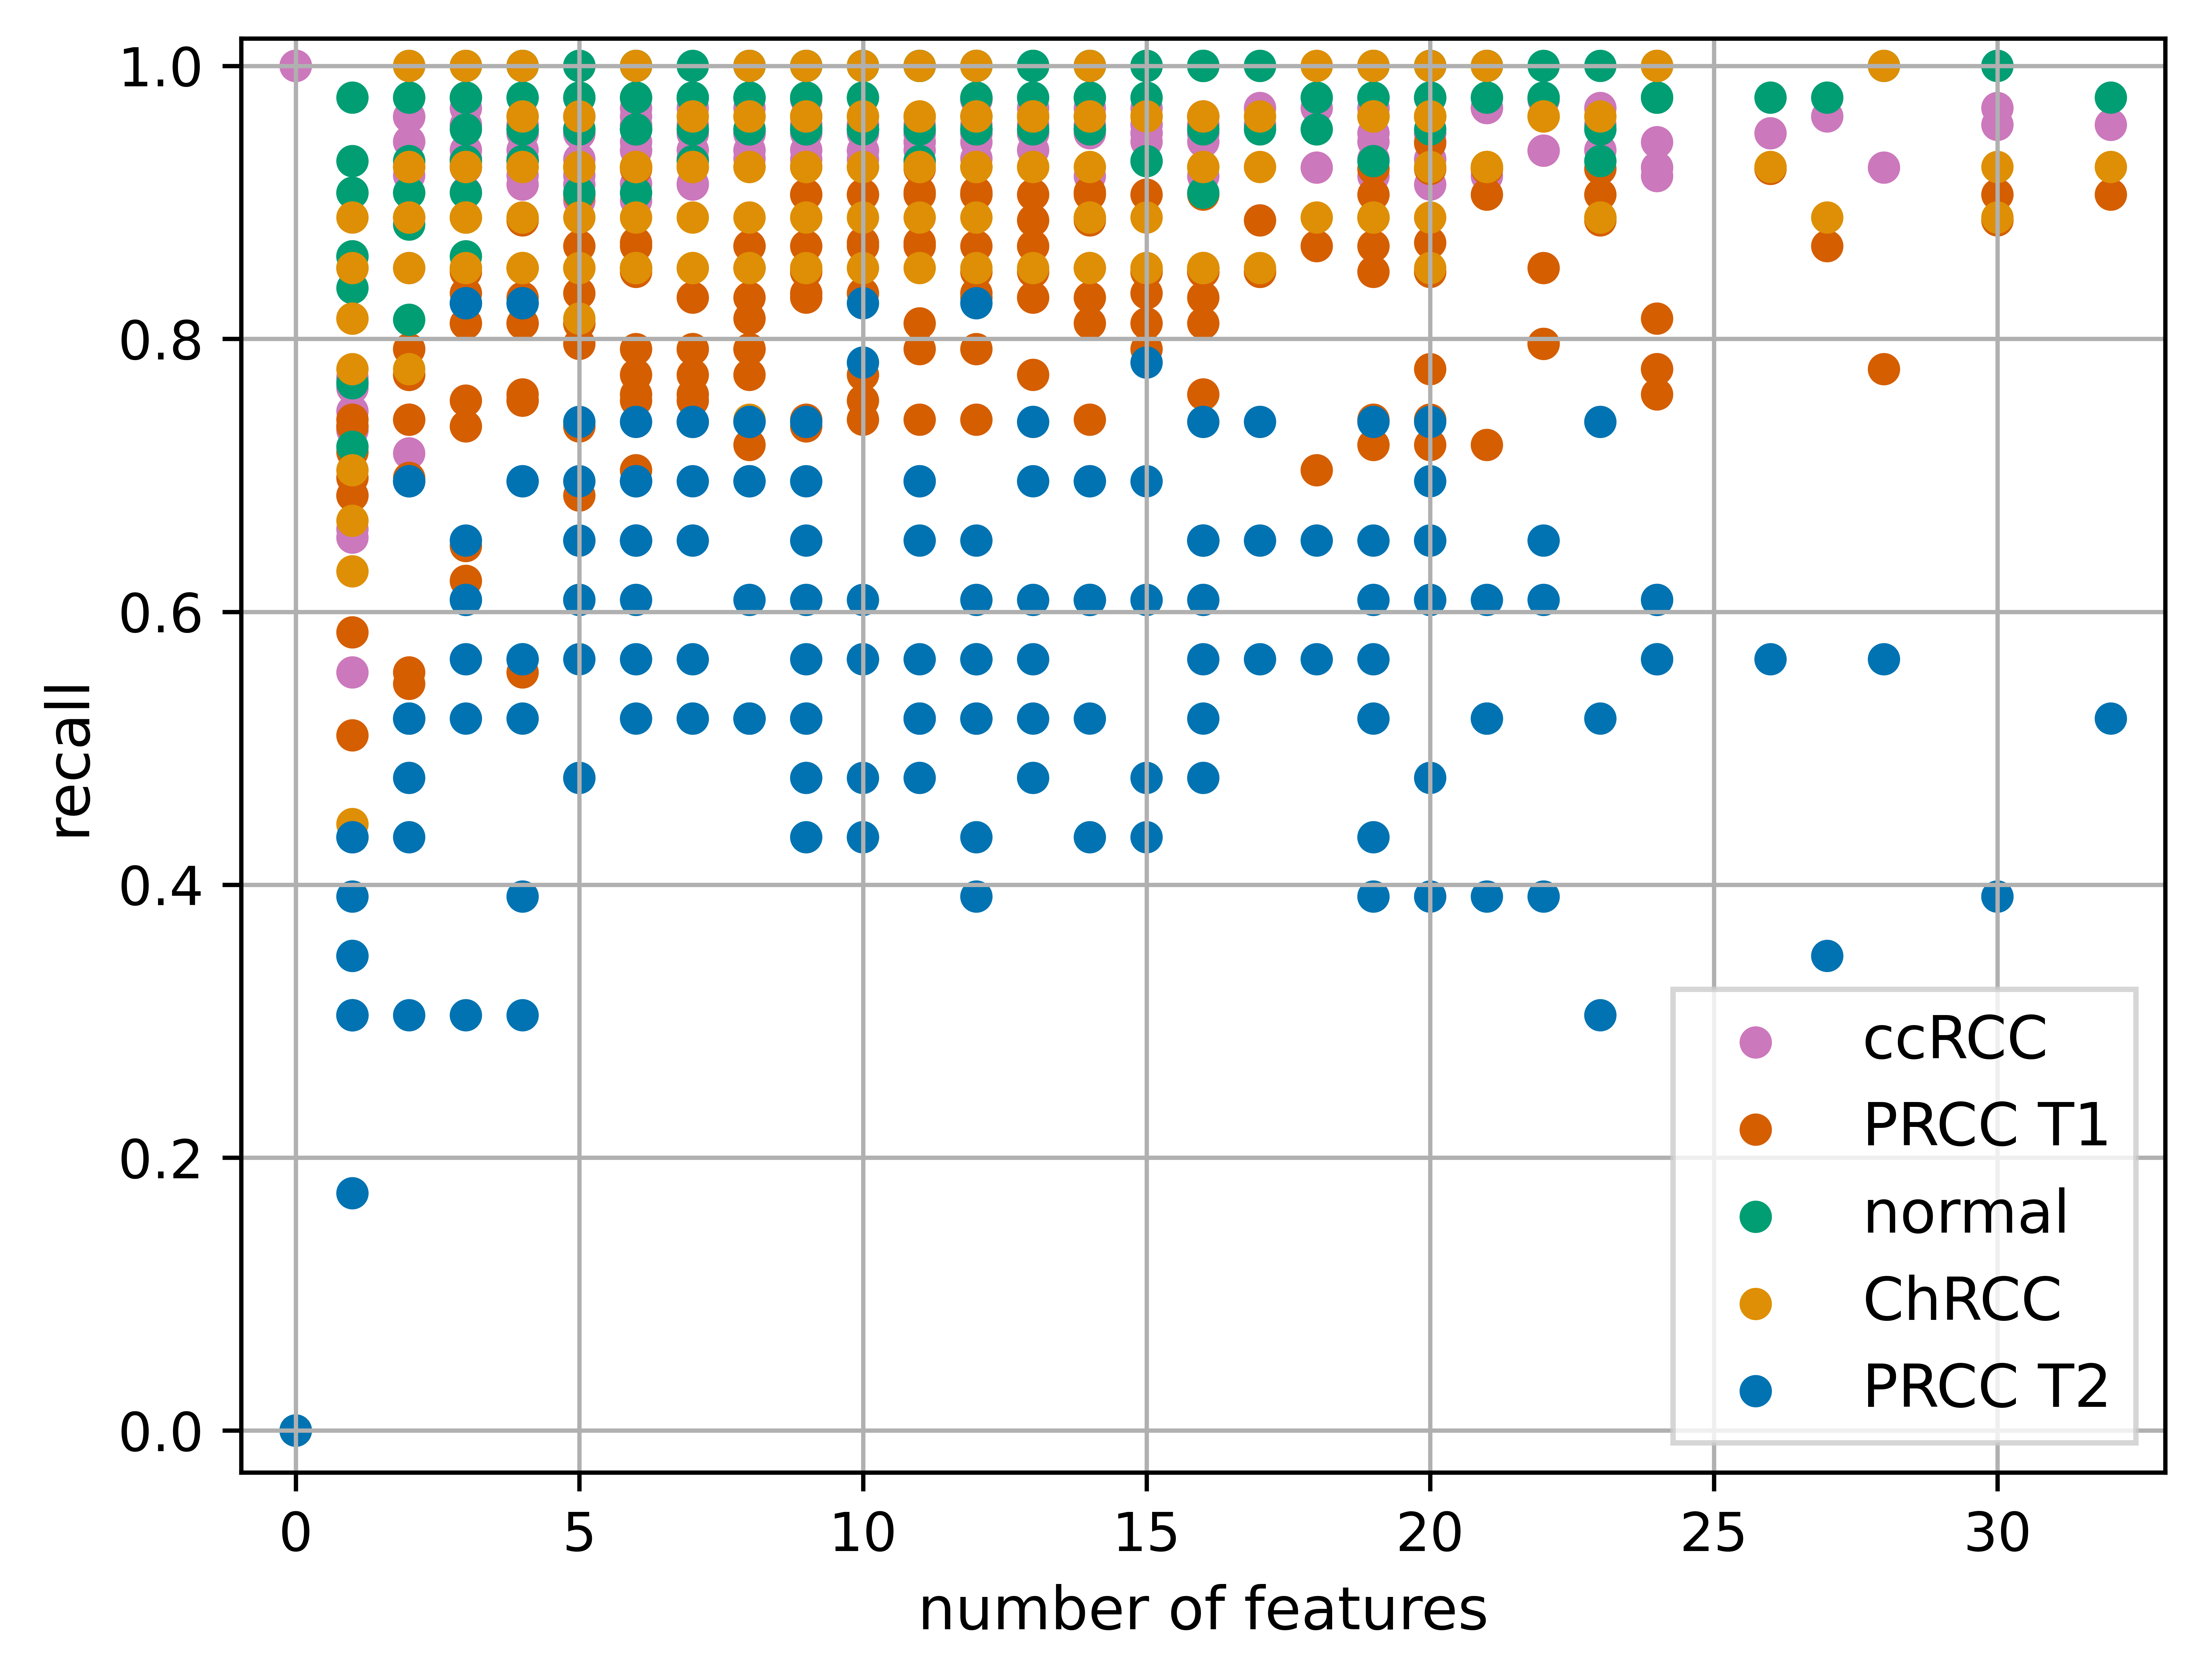 1.0
0.8
0.6
0.4
0.2
0.0
recall
0 5 10 15 20 25 30
number of features
ccRCC
PRCC T1
normal
ChRCC
PRCC T2